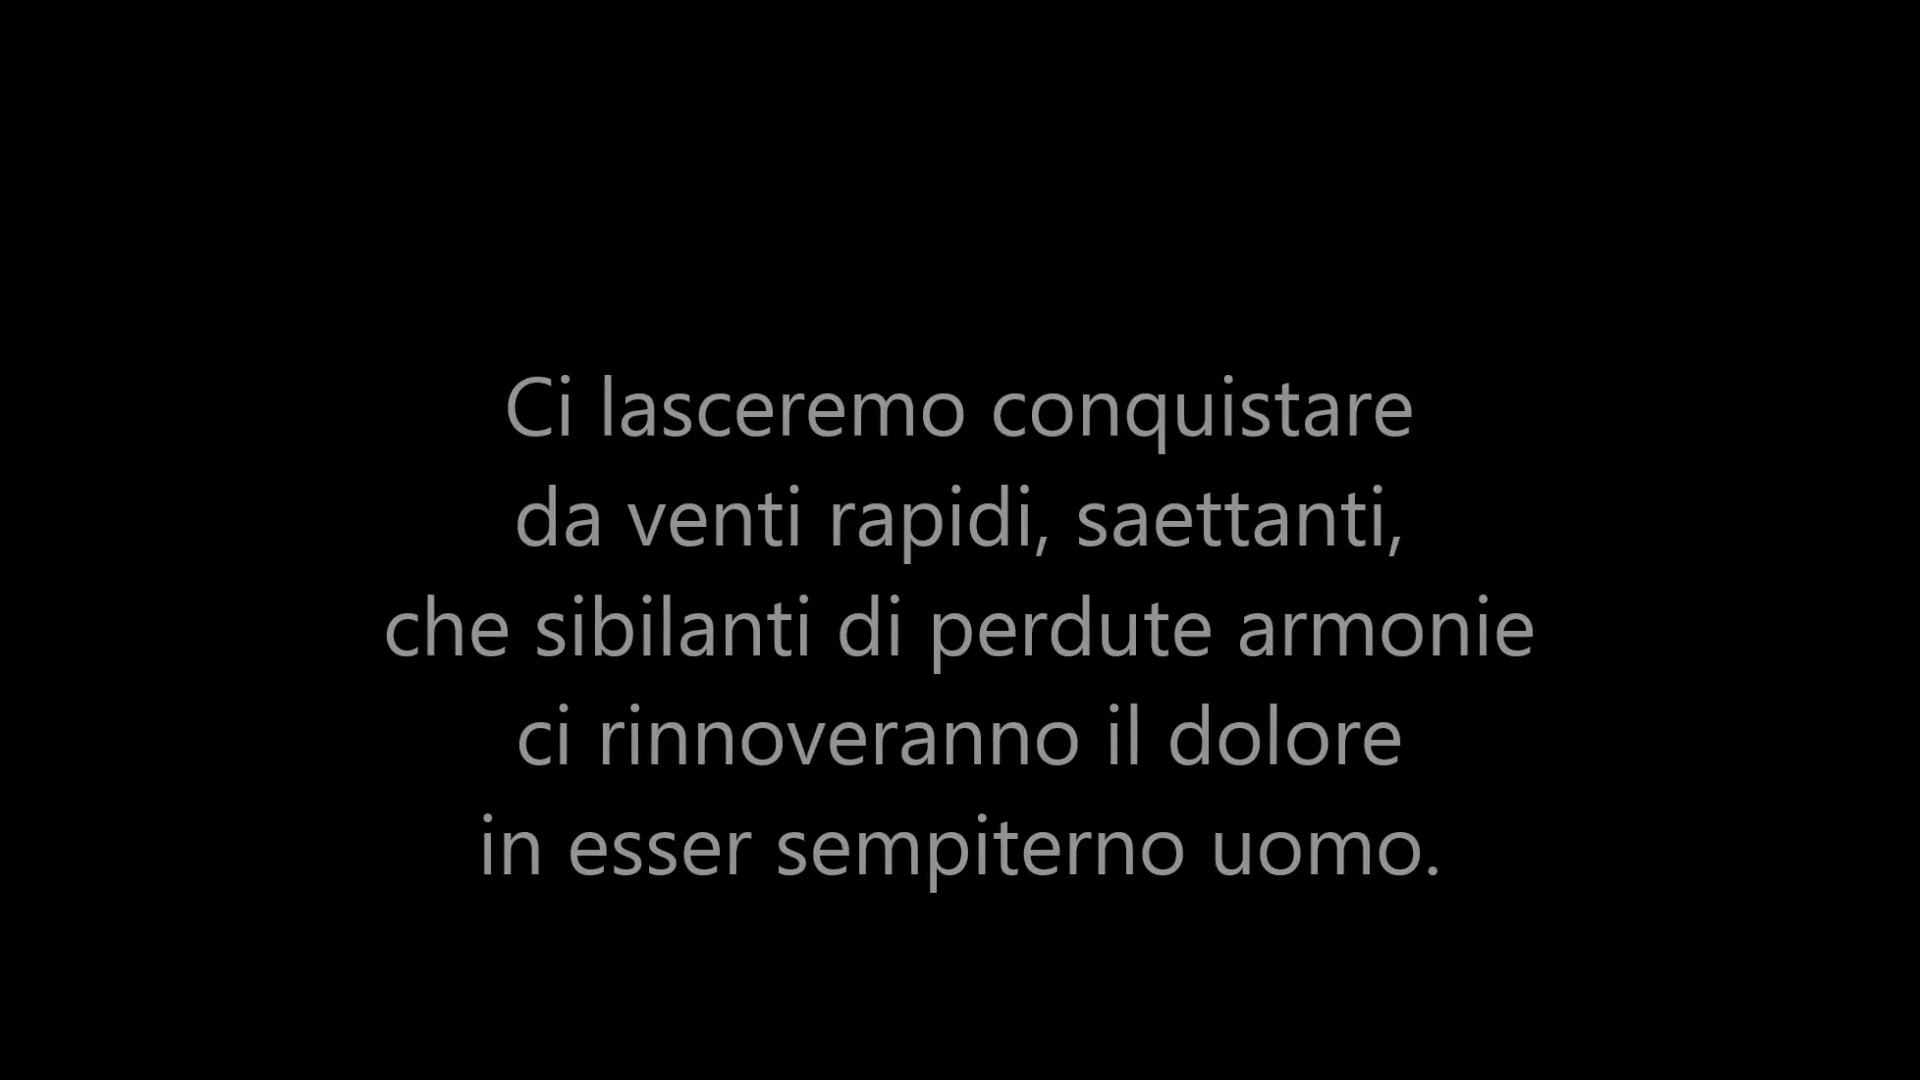 Ci lasceremo conquistare
da venti rapidi, saettanti,
che sibilanti di perdute armonie
ci rinnoveranno il dolore
in esser sempiterno uomo.